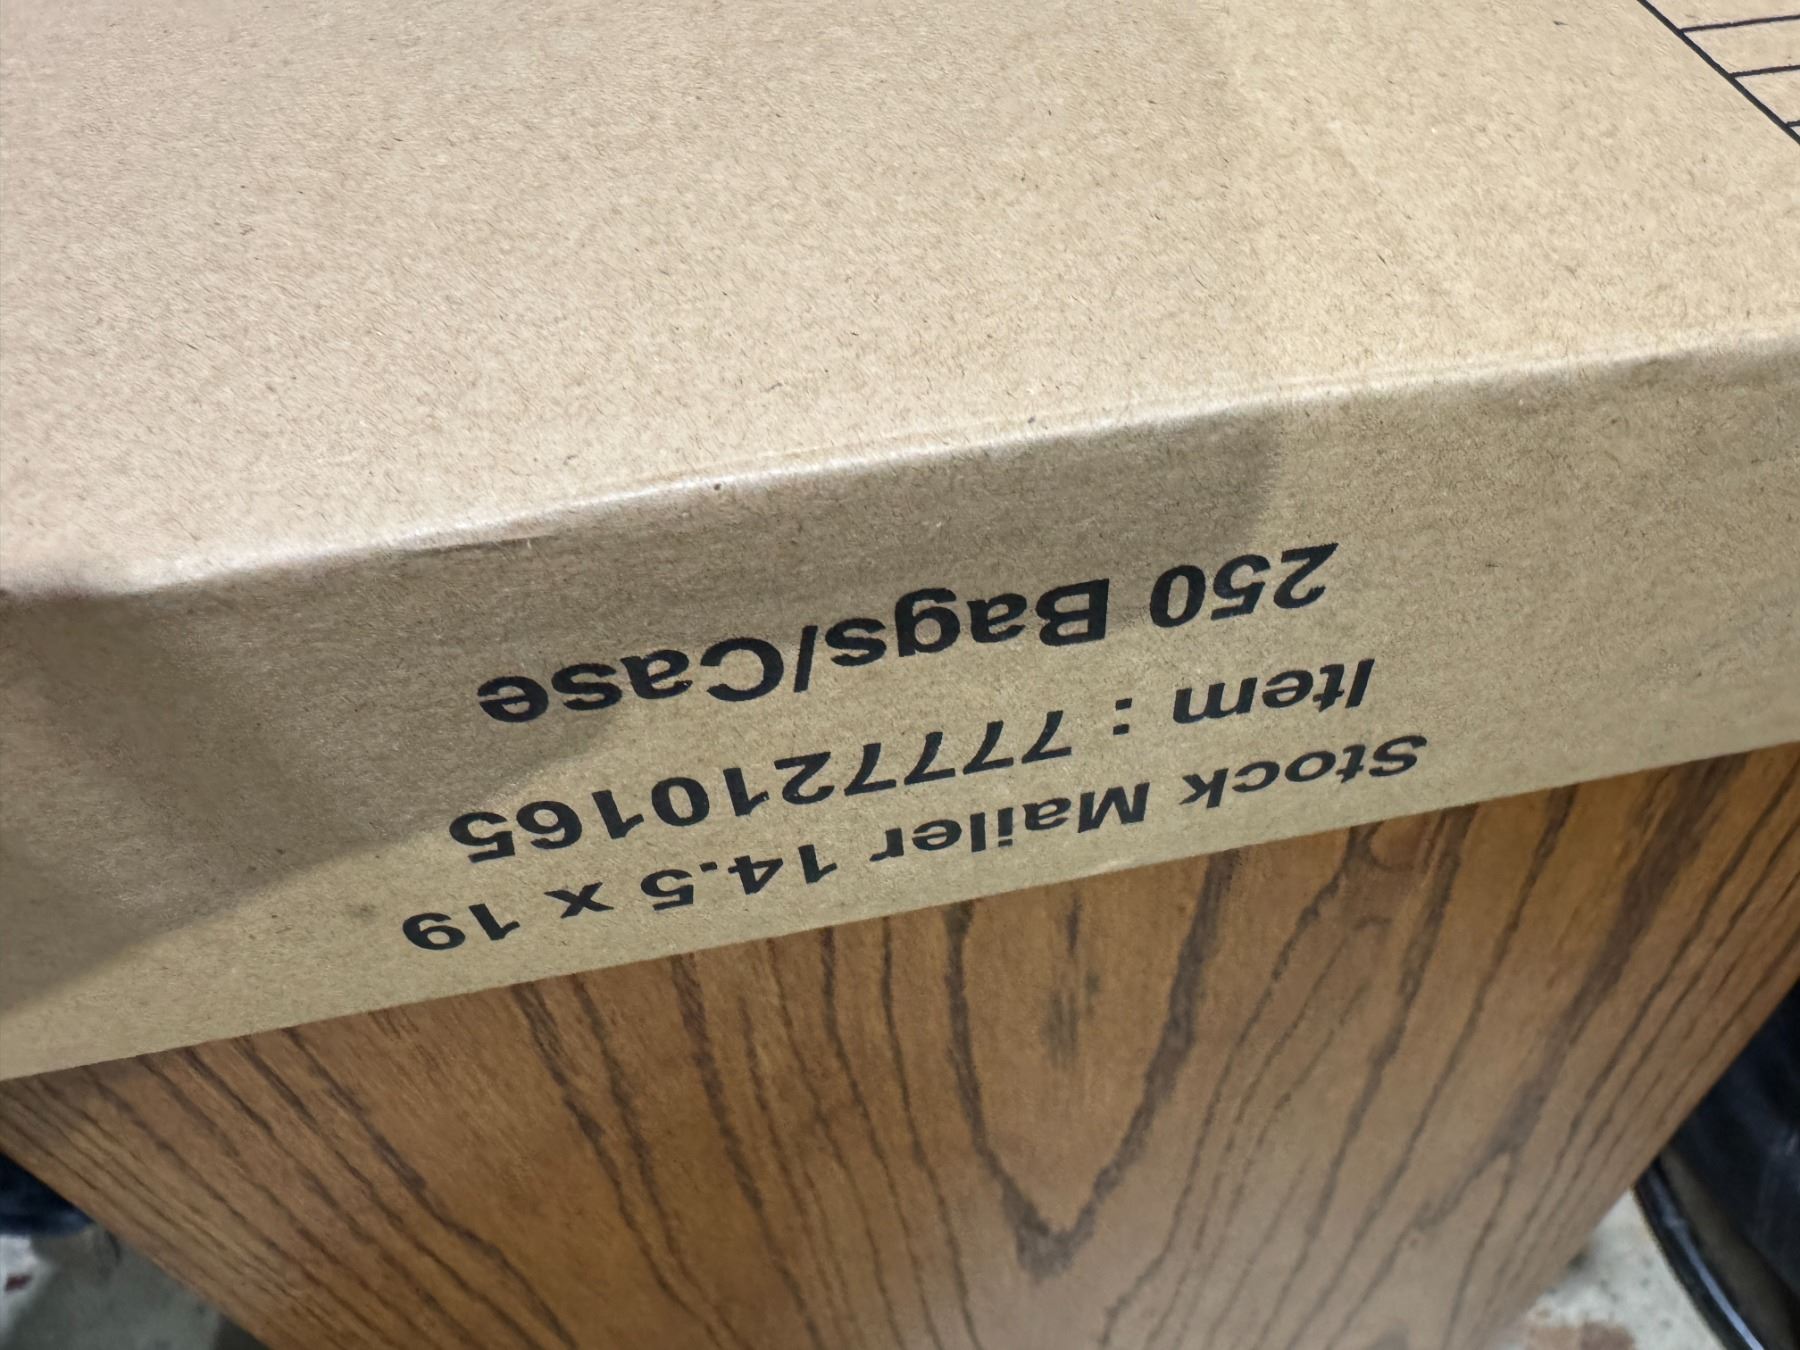 Stock Mailer 14.5 x 19
Item : 7777210165
250 Bags/Case